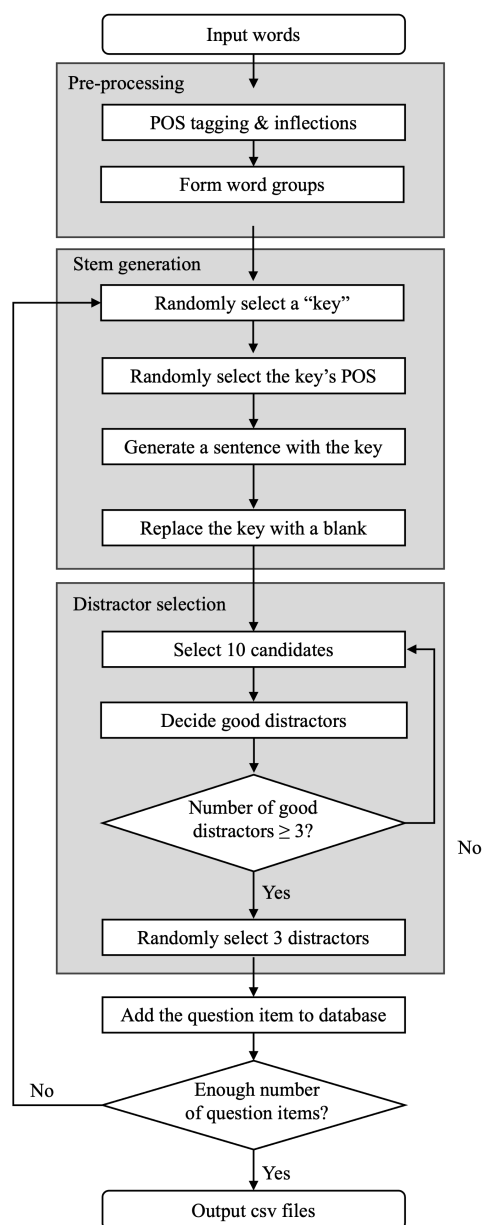 Input words
Pre-processing
POS tagging & inflections
Form word groups
Stem generation
Randomly select a “key”
Randomly select the key’s POS
Generate a sentence with the key
Replace the key with a blank
Distractor selection
Select 10 candidates
Decide good distractors
Number of good
distractors ≥ 3?
No
Yes
Randomly select 3 distractors
Add the question item to database
No
Enough number
of question items?
Yes
Output csv files